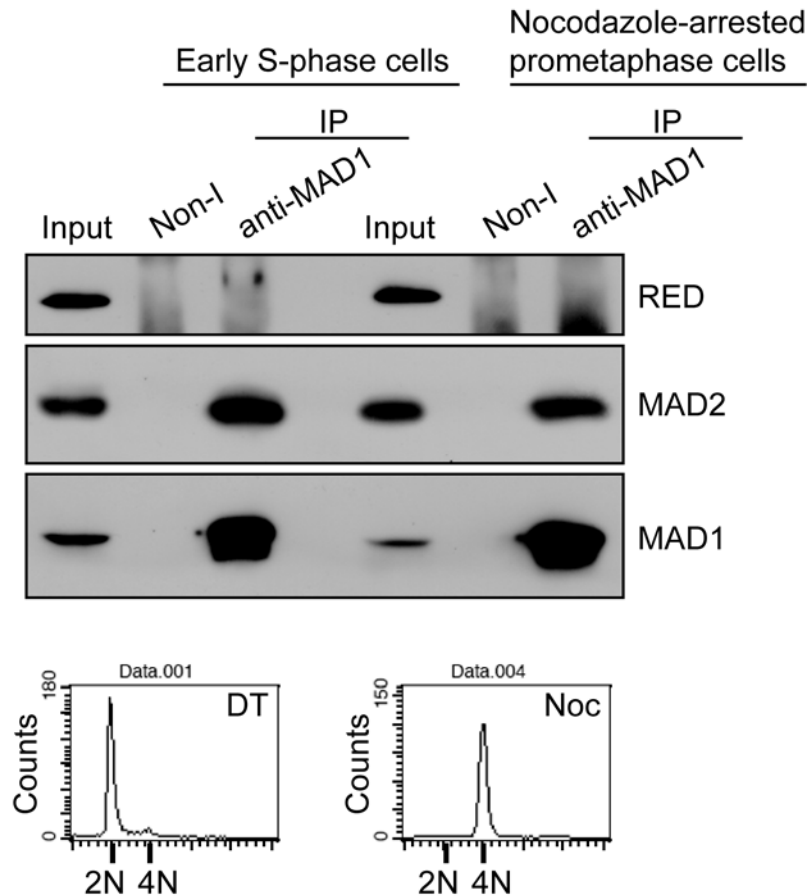 Early S-phase cells
Nocodazole-arrested
prometaphase cells
IP
IP
Input
Non-I
anti-MAD1
Input
Non-I
anti-MAD1
RED
MAD2
MAD1
Data.001
Data.004
180
DT
Counts
0
2N 4N
150
Noc
Counts
0
2N 4N